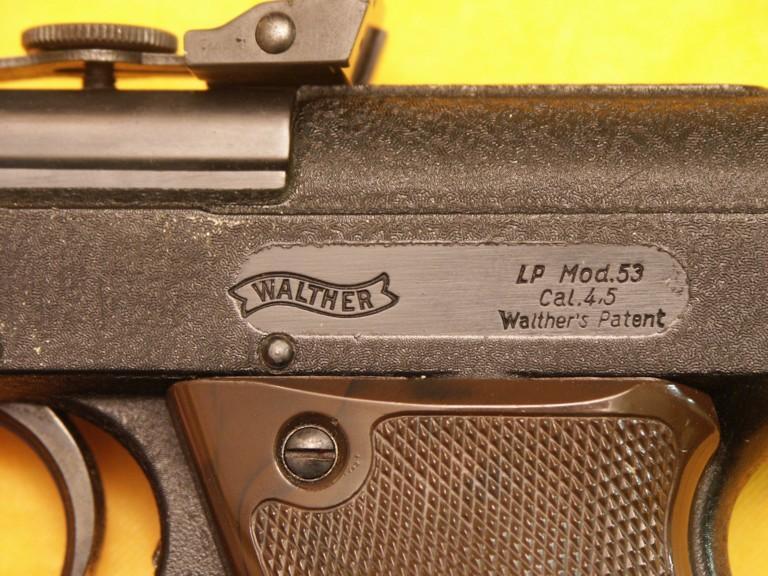 WALTHER
LP Mod.53
Cal.4,5
Walther's Patent